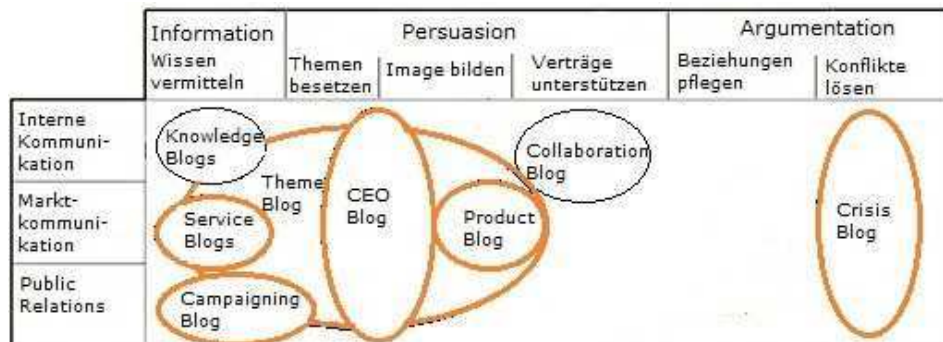 Information
Persuasion
Argumentation
Wissen
vermitteln
Themen
besetzen
Image bilden
Verträge
unterstützen
Beziehungen
pflegen
Konflikte
lösen
Interne
Kommuni-
kation
Knowledge
Blogs
Collaboration
Blog
Markt-
kommuni-
kation
Theme
Blog
Service
Blogs
CEO
Blog
Product
Blog
Crisis
Blog
Public
Relations
Campaigning
Blog